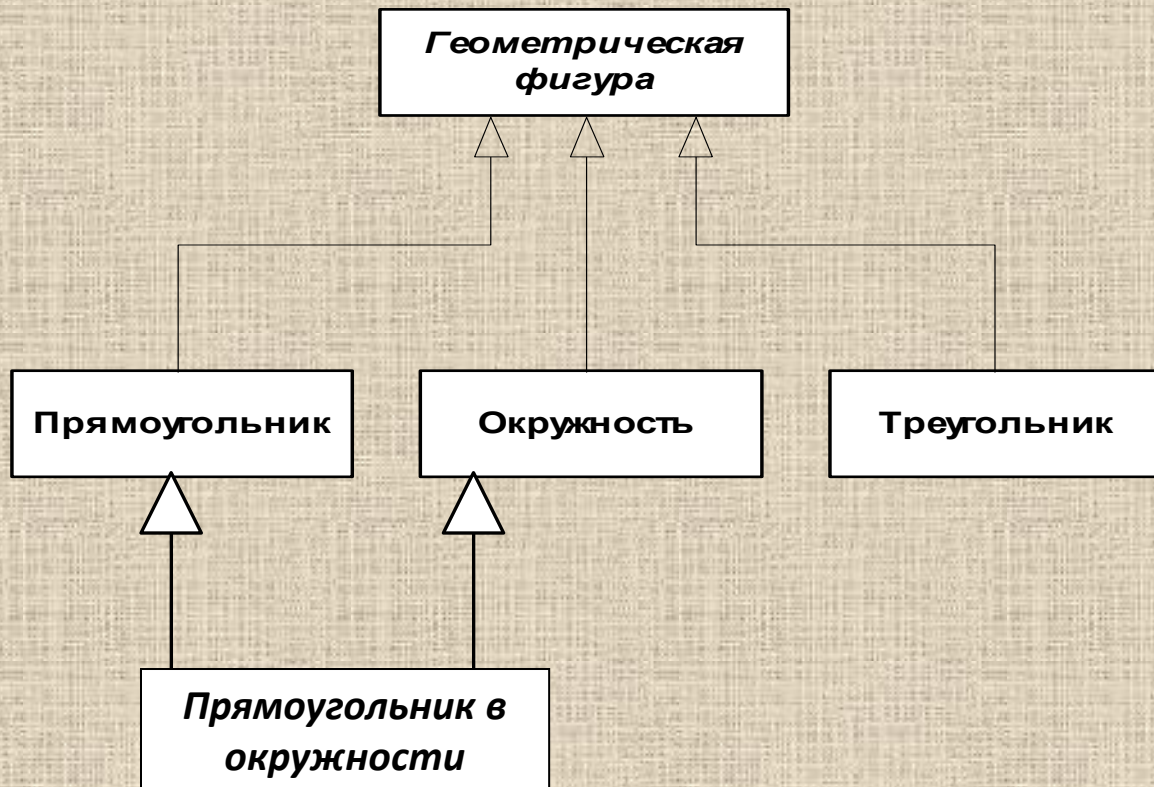 Геометрическая
фигура
Прямоугольник
Окружность
Треугольник
Прямоугольник в
окружности